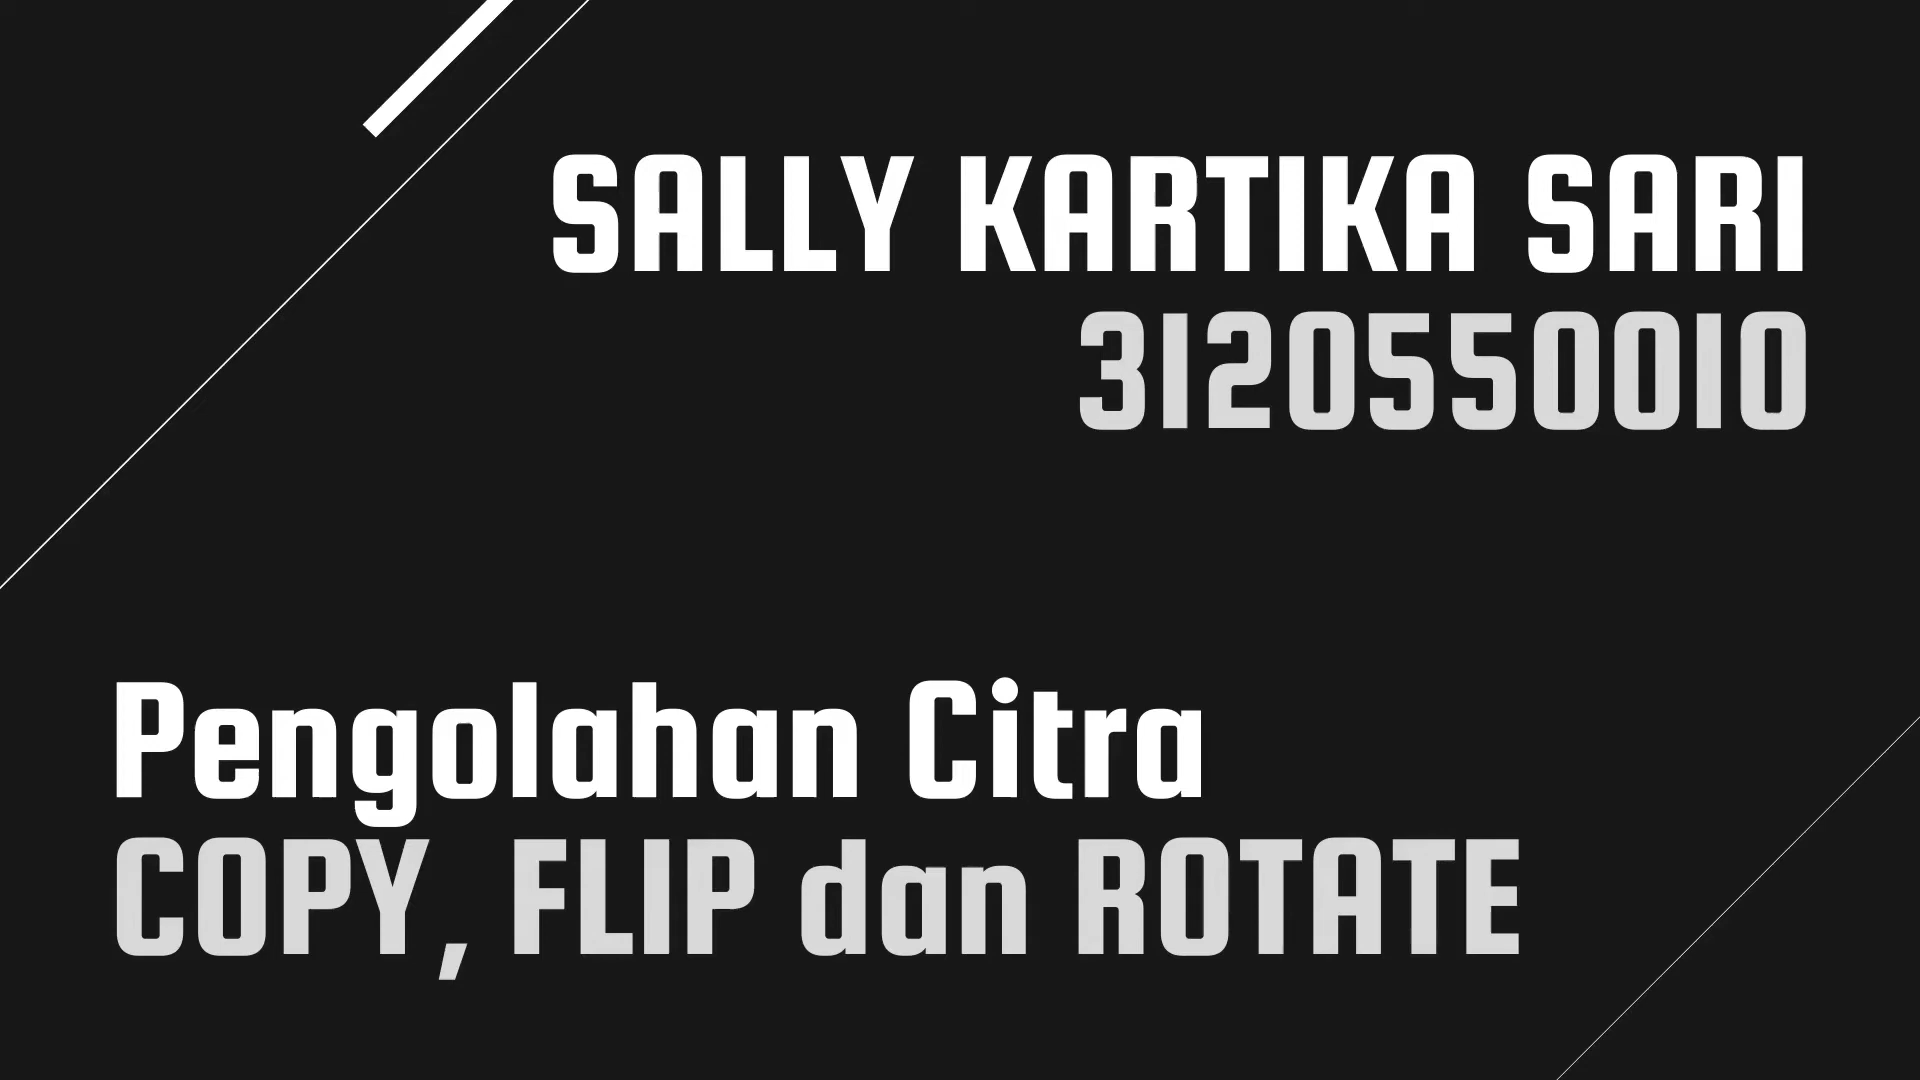 SALLY KARTIKA SARI
3120550010
Pengolahan Citra
COPY, FLIP dan ROTATE